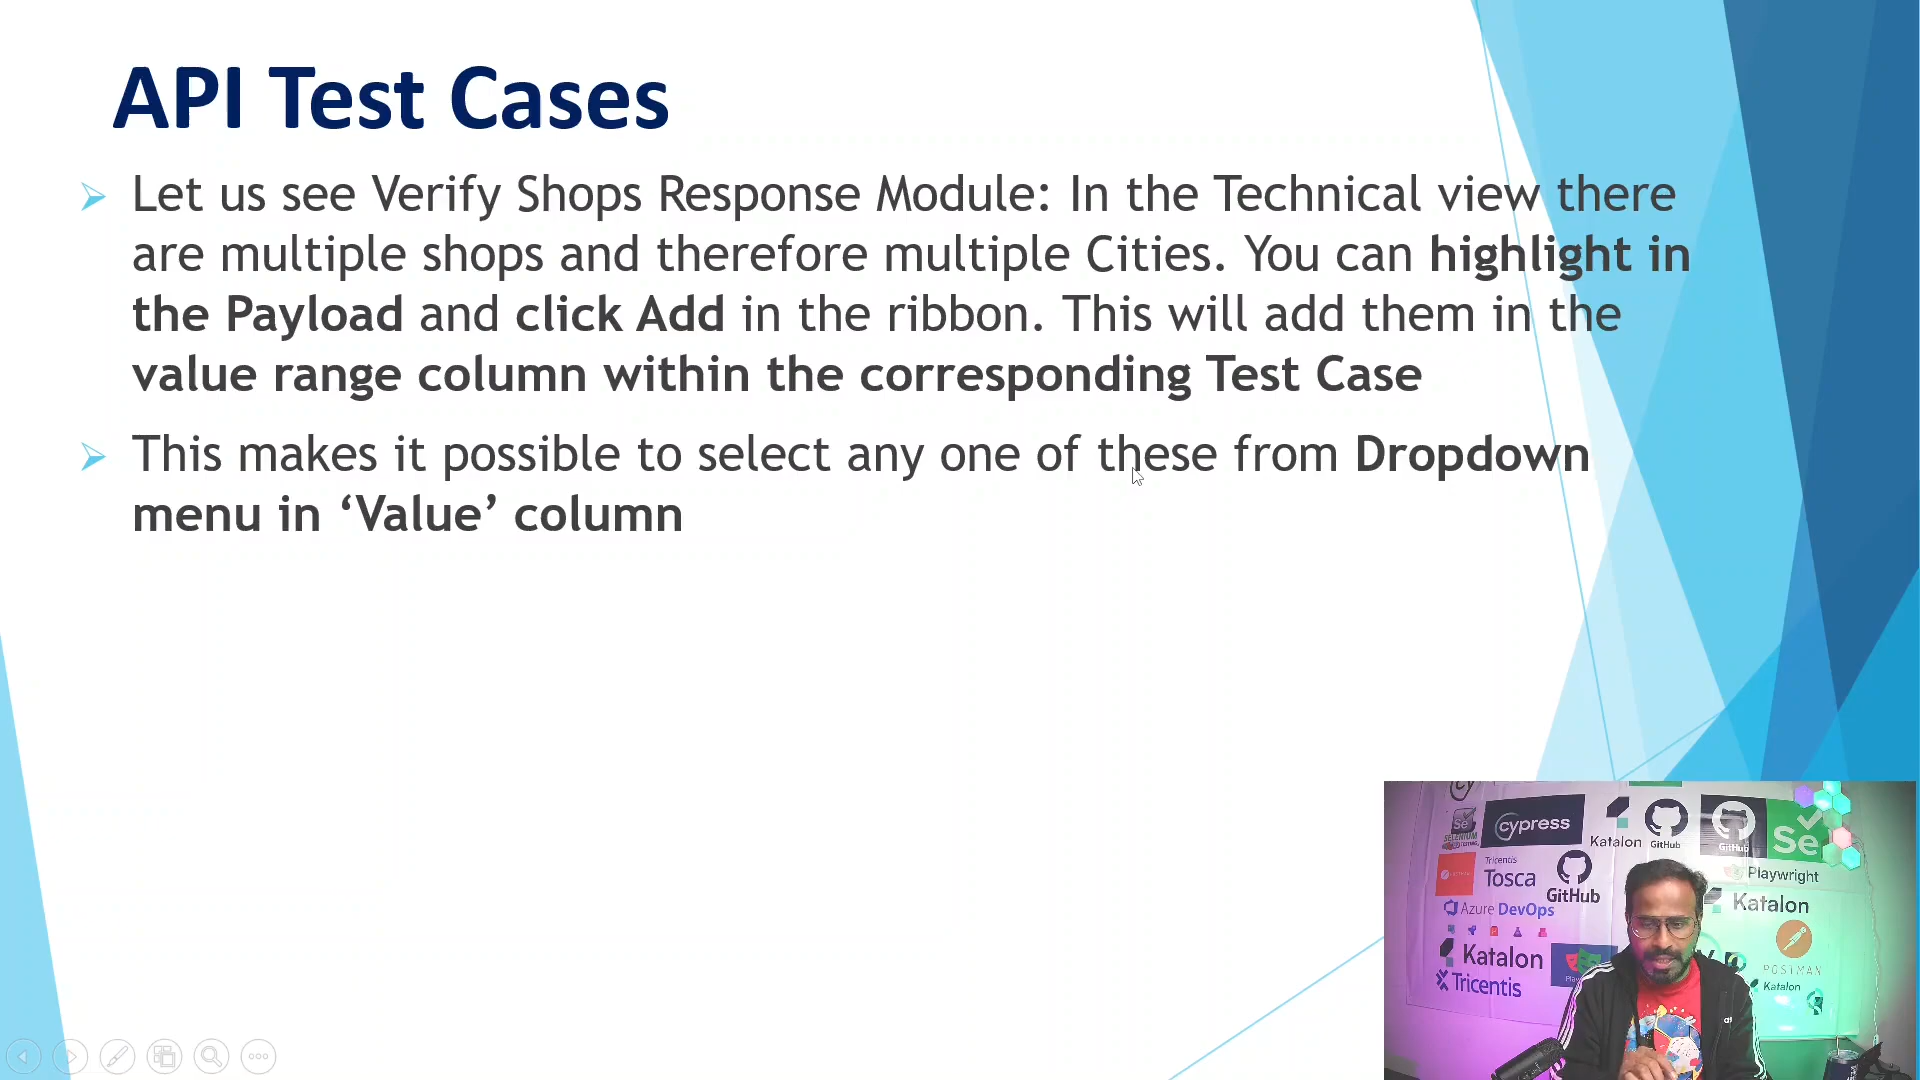 API Test Cases
Let us see Verify Shops Response Module: In the Technical view there
are multiple shops and therefore multiple Cities. You can highlight in
the Payload and click Add in the ribbon. This will add them in the
value range column within the corresponding Test Case
This makes it possible to select any one of these from Dropdown
menu in ‘Value’ column
Cy
Se
SELENIUM
cypress
Katalon
GitHub
GitHub
Se
Tricentis
Tosca
GitHub
Playwright
Azure DevOps
Katalon
Katalon
Tricentis
POSTMAN
Katalon